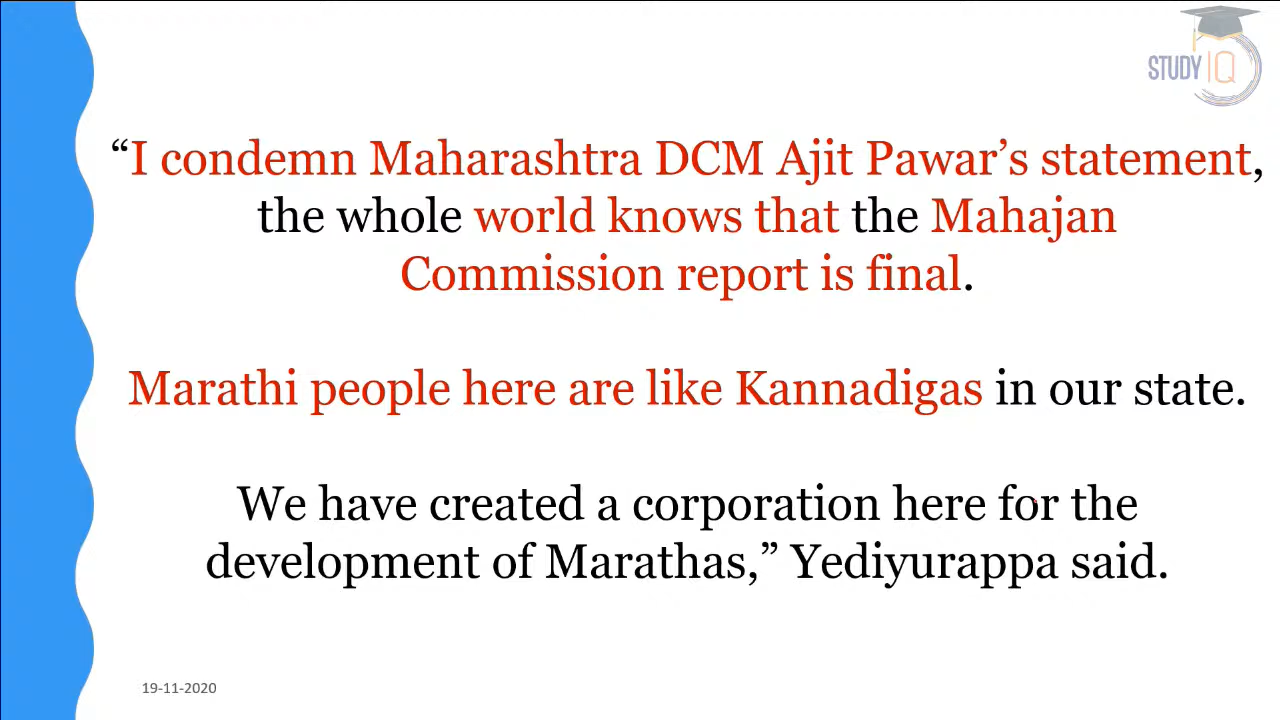 STUDY IQ
“I condemn Maharashtra DCM Ajit Pawar’s statement,
the whole world knows that the Mahajan
Commission report is final.
Marathi people here are like Kannadigas in our state.
We have created a corporation here for the
development of Marathas,” Yediyurappa said.
19-11-2020